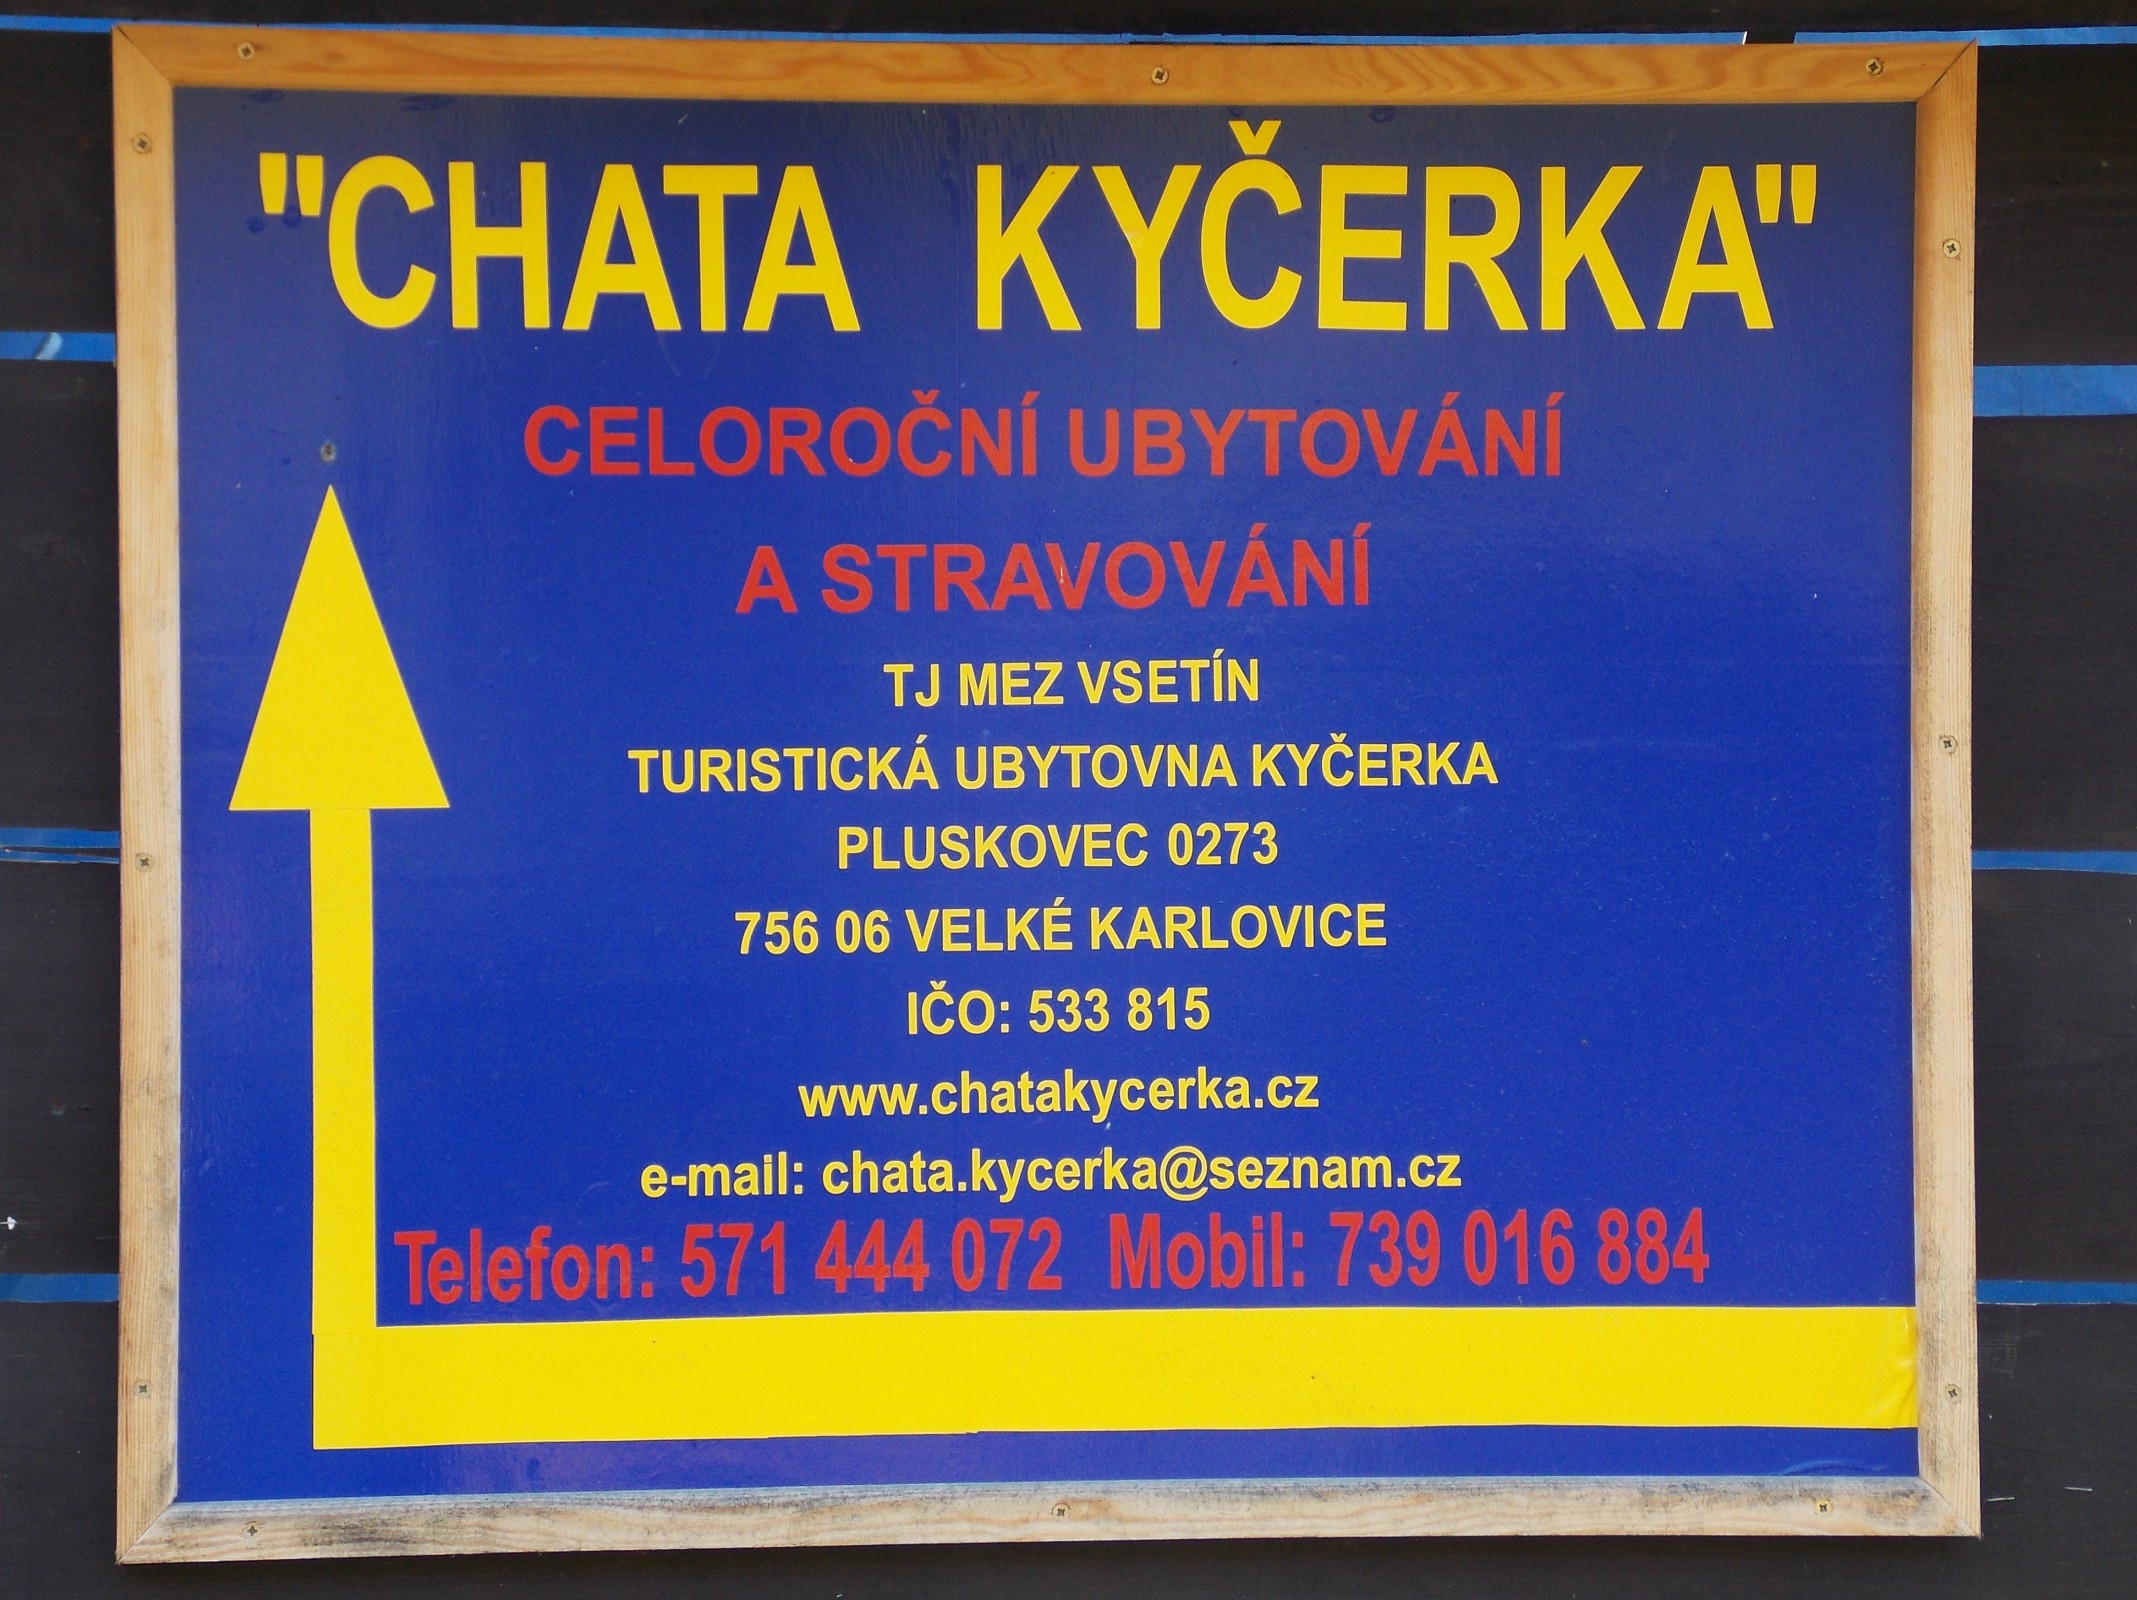 "CHATA KYČERKA"
CELOROČNÍ UBYTOVÁNÍ
A STRAVOVÁNÍ
TJ MEZ VSETÍN
TURISTICKÁ UBYTOVNA KYČERKA
PLUSKOVEC 0273
756 06 VELKÉ KARLOVICE
IČO: 533 815
www.chatakycerka.cz
e-mail: chata.kycerka@seznam.cz
Telefon: 571 444 072 Mobil: 739 016 884